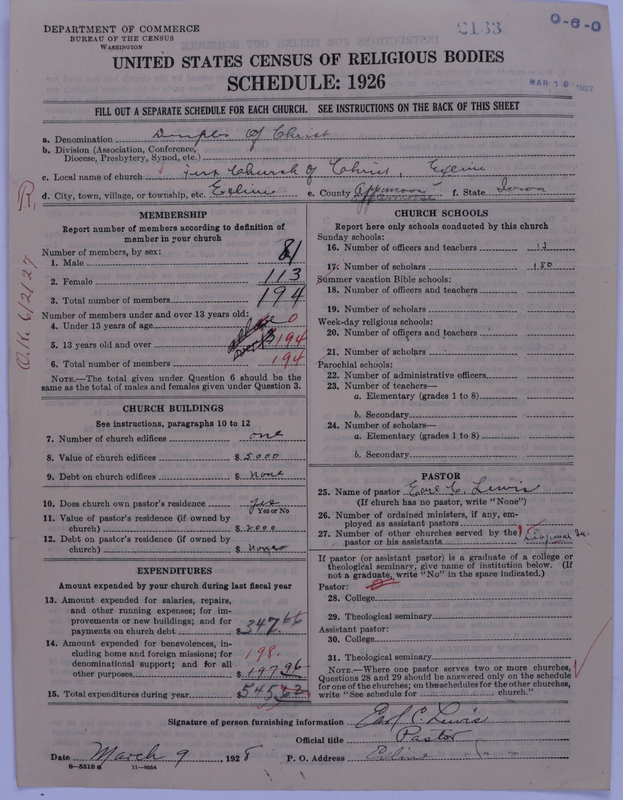 DEPARTMENT OF COMMERCE
BUREAU OF THE CENSUS
WASHINGTON
2133
0-6-0
MAR 16 1927
UNITED STATES CENSUS OF RELIGIOUS BODIES
SCHEDULE: 1926
FILL OUT A SEPARATE SCHEDULE FOR EACH CHURCH. SEE INSTRUCTIONS ON THE BACK OF THIS SHEET
a. Denomination Disciples Of Christ
b. Division (Association, Conference, Diocese, Presbytery, Synod, etc.)
c. Local name of church First Church of Christ, Exline
d. City, town, village, or township, etc. Exline e. County Appanoose f. State Iowa
O.K. 6/2/27
MEMBERSHIP
Report number of members according to definition of
member in your church
Number of members, by sex:
1. Male 81
2. Female 113
3. Total number of members 194
Number of members under and over 13 years old:
4. Under 13 years of age 0
5. 13 years old and over 194
6. Total number of members 194
NOTE.—The total given under Question 6 should be
same as the total of males and females given under Question 3.
CHURCH BUILDINGS
See instructions, paragraphs 10 to 12
7. Number of church edifices one
8. Value of church edifices $ 5000
9. Debt on church edifices $ None
10. Does church own pastor's residence yes
Yes or No
11. Value of pastor's residence (if owned by
church) $ 2000
12. Debt on pastor's residence (if owned by
church) $ None
EXPENDITURES
Amount expended by your church during last fiscal year
13. Amount expended for salaries, repairs,
and other running expenses; for im-
provements or new buildings; and for
payments on church debt $ 347.66
14. Amount expended for benevolences, in-
cluding home and foreign missions; for
denominational support; and for all
other purposes 198. $ 197.96
15. Total expenditures during year $ 545.62
CHURCH SCHOOLS
Report here only schools conducted by this church
Sunday schools:
16. Number of officers and teachers
17. Number of scholars 150
Summer vacation Bible schools:
18. Number of officers and teachers
19. Number of scholars
Week-day religious schools:
20. Number of officers and teachers
21. Number of scholars
Parochial schools:
22. Number of administrative officers
23. Number of teachers—
a. Elementary (grades 1 to 8)
b. Secondary
24. Number of scholars—
a. Elementary (grades 1 to 8)
b. Secondary
PASTOR
25. Name of pastor Earl C. Lewis
(If church has no pastor, write "None")
26. Number of ordained ministers, if any, em-
ployed as assistant pastors
27. Number of other churches served by the
pastor or his assistants
If pastor (or assistant pastor) is a graduate of a college or
theological seminary, give name of institution below. (If
not a graduate, write "No" in the space indicated.)
Pastor:
28. College
29. Theological seminary
Assistant pastor:
30. College
31. Theological seminary
NOTE.—Where one pastor serves two or more churches,
Questions 28 and 29 should be answered only on the schedule
for one of the churches; on the schedules for the other churches,
write "See schedule for church."
Signature of person furnishing information Earl C. Lewis
Official title Pastor
Date March 9 , 1928 P. O. Address Exline
8-5518 a 11-9054